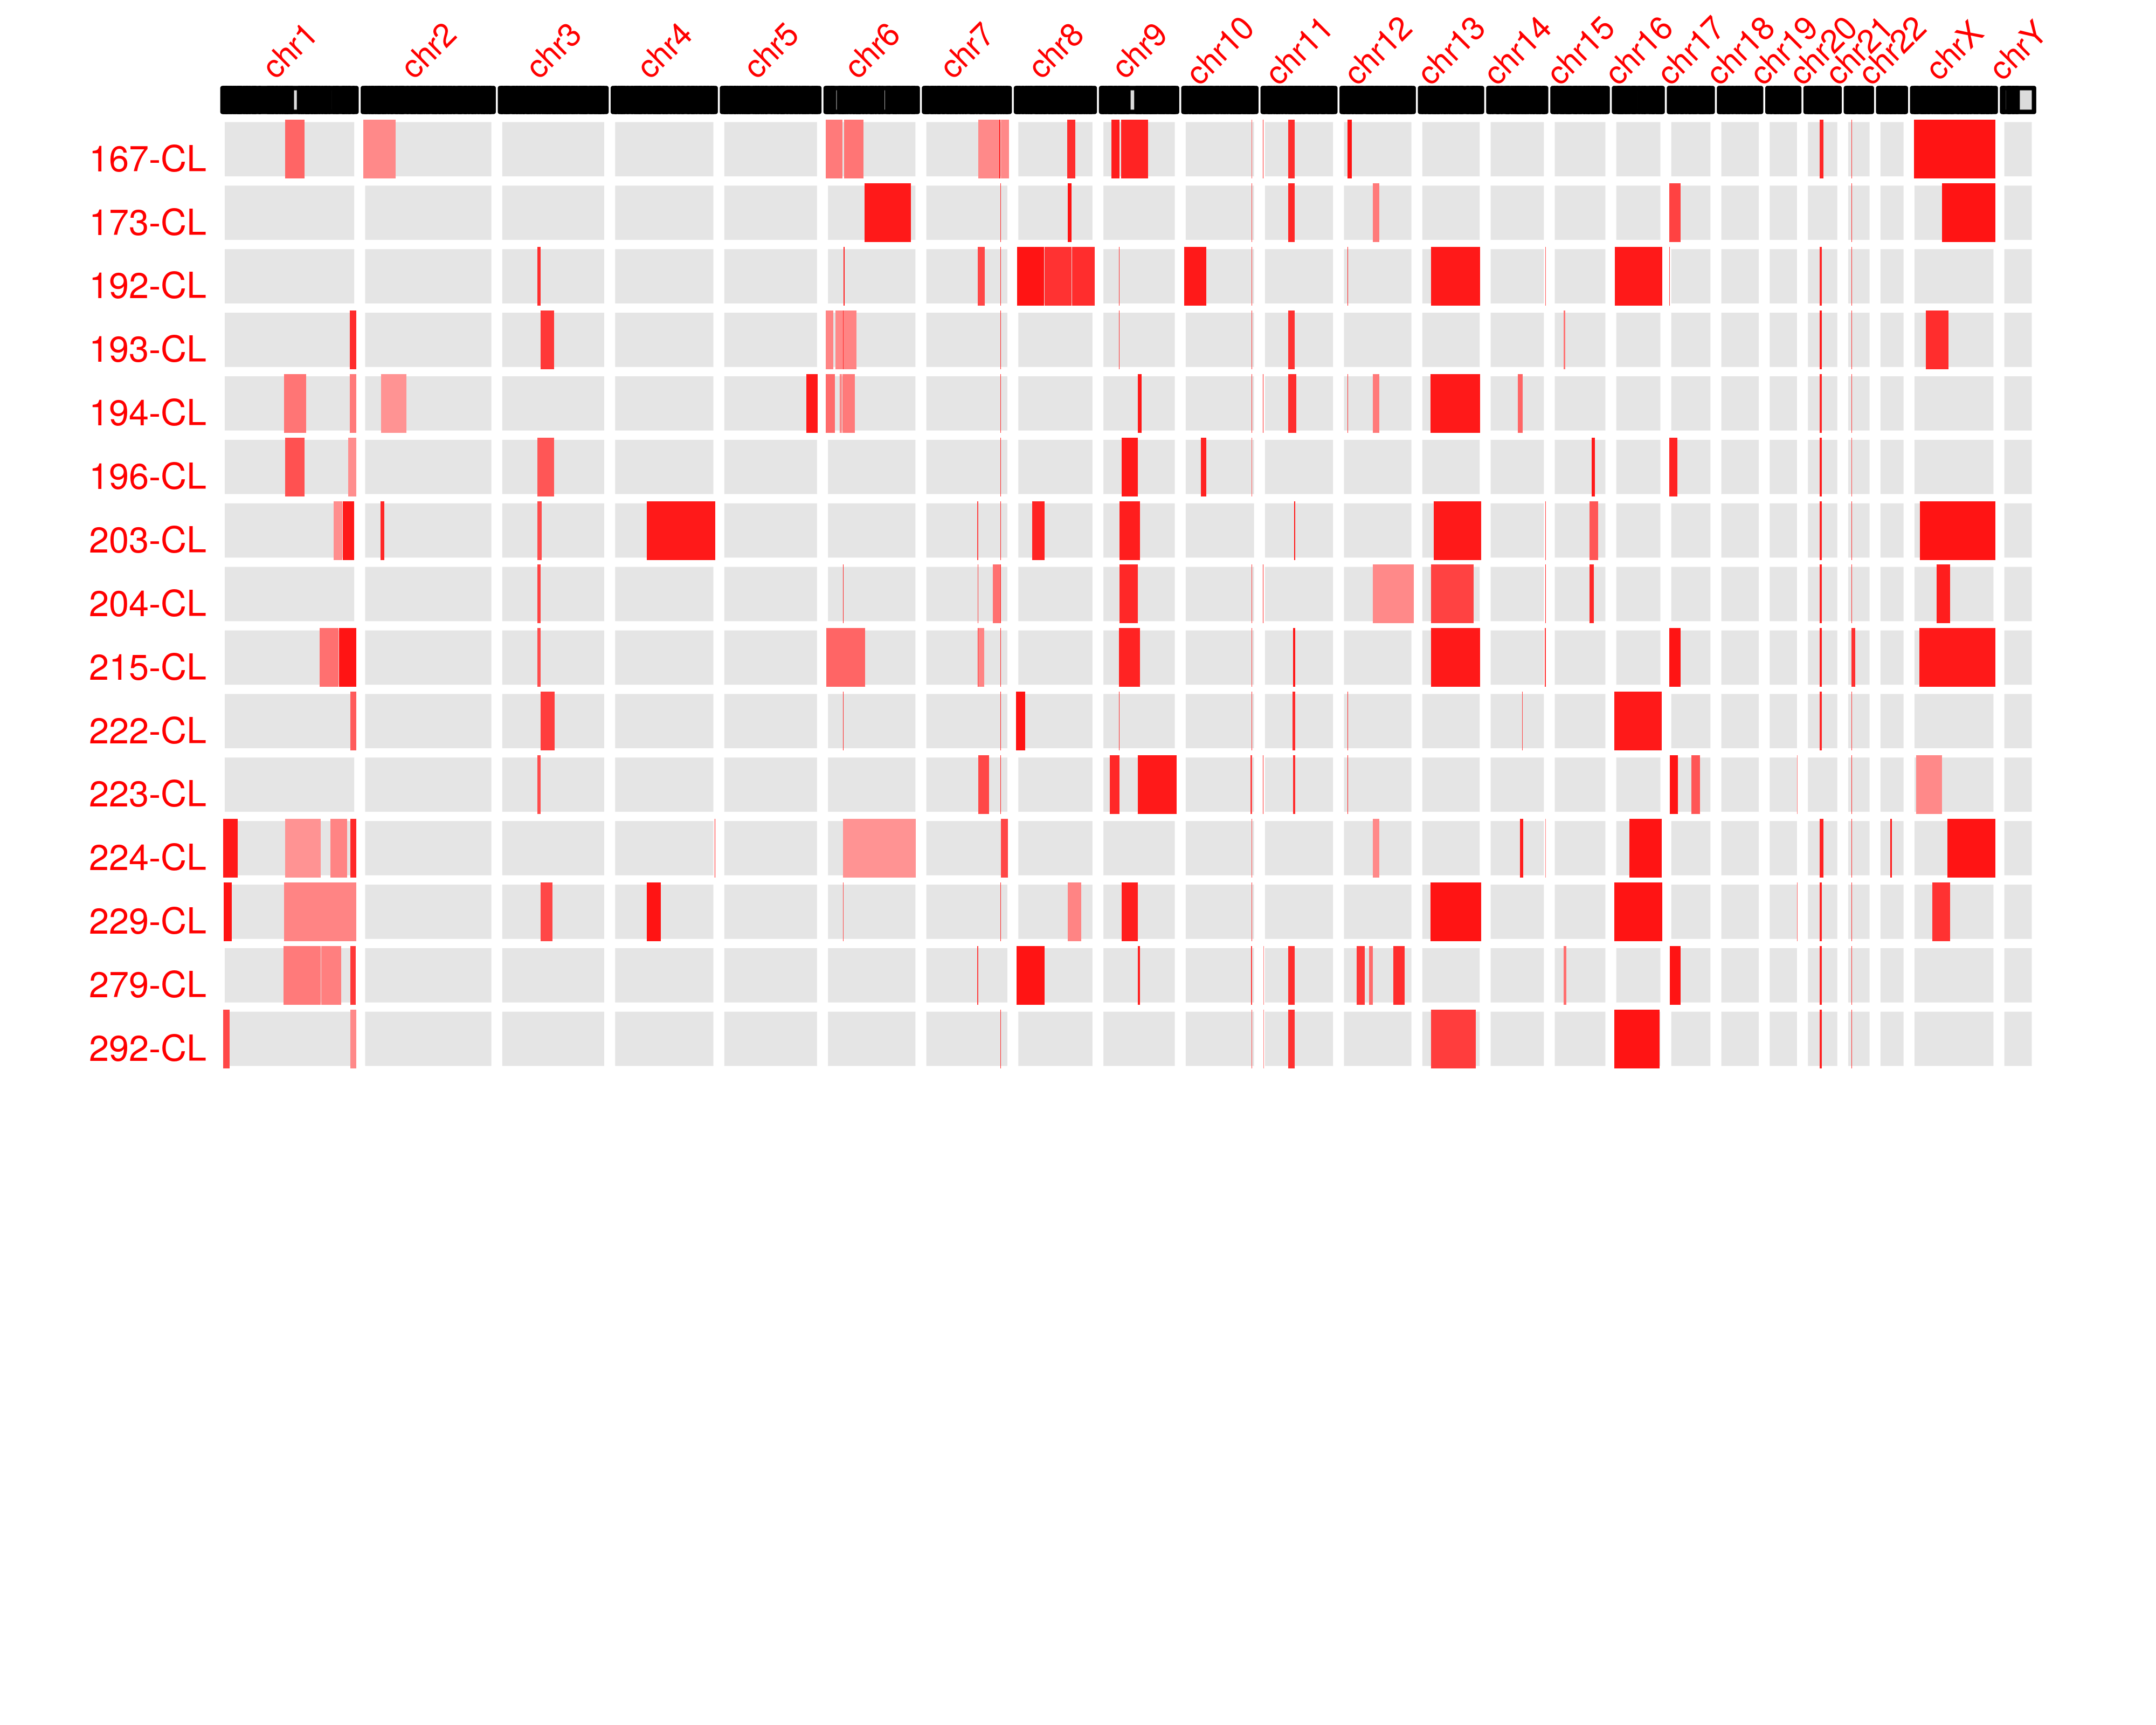 chr1 chr2 chr3 chr4 chr5 chr6 chr7 chr8 chr9 chr10 chr11 chr12 chr13 chr14 chr15 chr16 chr17 chr18 chr19 chr20 chr21 chr22 chrX chrY
167-CL
173-CL
192-CL
193-CL
194-CL
196-CL
203-CL
204-CL
215-CL
222-CL
223-CL
224-CL
229-CL
279-CL
292-CL